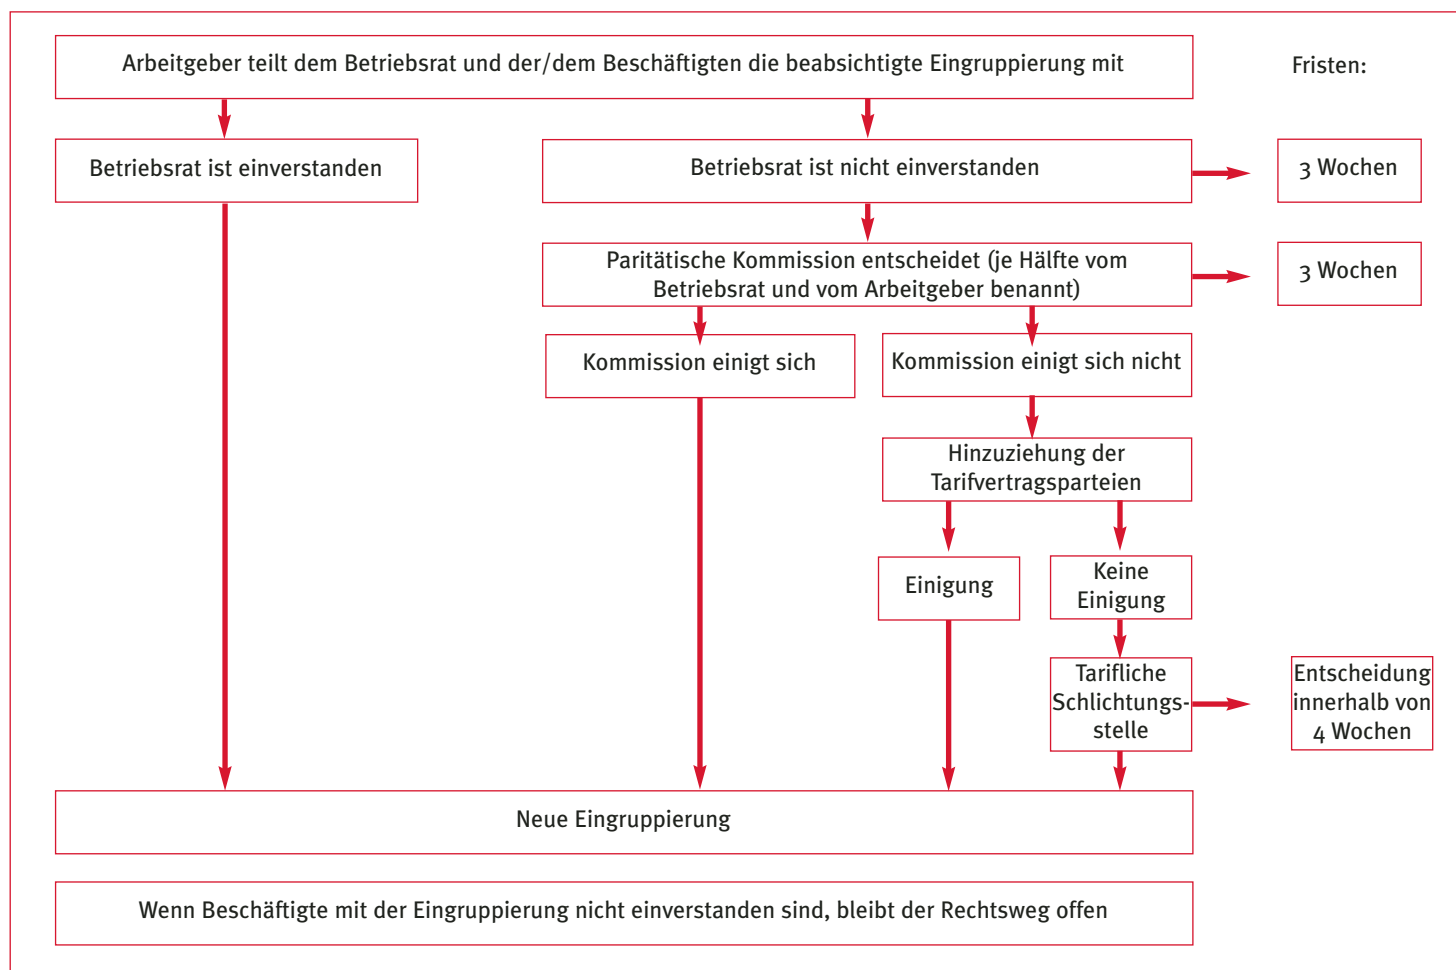 Arbeitgeber teilt dem Betriebsrat und der/dem Beschäftigten die beabsichtigte Eingruppierung mit
Fristen:
Betriebsrat ist einverstanden
Betriebsrat ist nicht einverstanden
3 Wochen
Paritätische Kommission entscheidet (je Hälfte vom
Betriebsrat und vom Arbeitgeber benannt)
3 Wochen
Kommission einigt sich
Kommission einigt sich nicht
Hinzuziehung der
Tarifvertragsparteien
Einigung
Keine
Einigung
Tarifliche
Schlichtungs-
stelle
Entscheidung
innerhalb von
4 Wochen
Neue Eingruppierung
Wenn Beschäftigte mit der Eingruppierung nicht einverstanden sind, bleibt der Rechtsweg offen